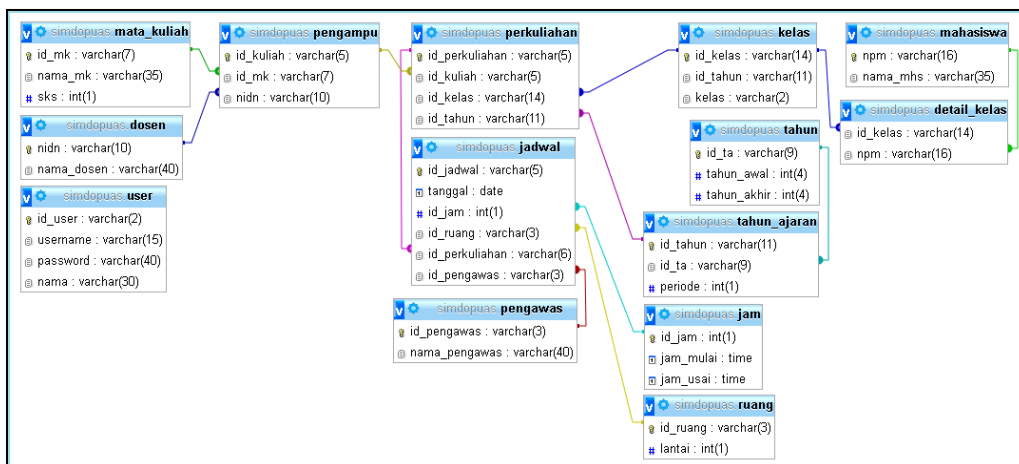 simdopuas mata_kuliah
id_mk : varchar(7)
nama_mk : varchar(35)
sks : int(1)
simdopuas dosen
nidn : varchar(10)
nama_dosen : varchar(40)
simdopuas user
id_user : varchar(2)
username : varchar(15)
password : varchar(40)
nama : varchar(30)
simdopuas pengampu
id_kuliah : varchar(5)
id_mk : varchar(7)
nidn : varchar(10)
simdopuas perkuliahan
id_perkuliahan : varchar(5)
id_kuliah : varchar(5)
id_kelas : varchar(14)
id_tahun : varchar(11)
simdopuas jadwal
id_jadwal : varchar(5)
tanggal : date
id_jam : int(1)
id_ruang : varchar(3)
id_perkuliahan : varchar(6)
id_pengawas : varchar(3)
simdopuas pengawas
id_pengawas : varchar(3)
nama_pengawas : varchar(40)
simdopuas kelas
id_kelas : varchar(14)
id_tahun : varchar(11)
kelas : varchar(2)
simdopuas tahun
id_ta : varchar(9)
tahun_awal : int(4)
tahun_akhir : int(4)
simdopuas tahun_ajaran
id_tahun : varchar(11)
id_ta : varchar(9)
periode : int(1)
simdopuas jam
id_jam : int(1)
jam_mulai : time
jam_usai : time
simdopuas ruang
id_ruang : varchar(3)
lantai : int(1)
simdopuas mahasiswa
npm : varchar(16)
nama_mhs : varchar(35)
simdopuas detail_kelas
id_kelas : varchar(14)
npm : varchar(16)